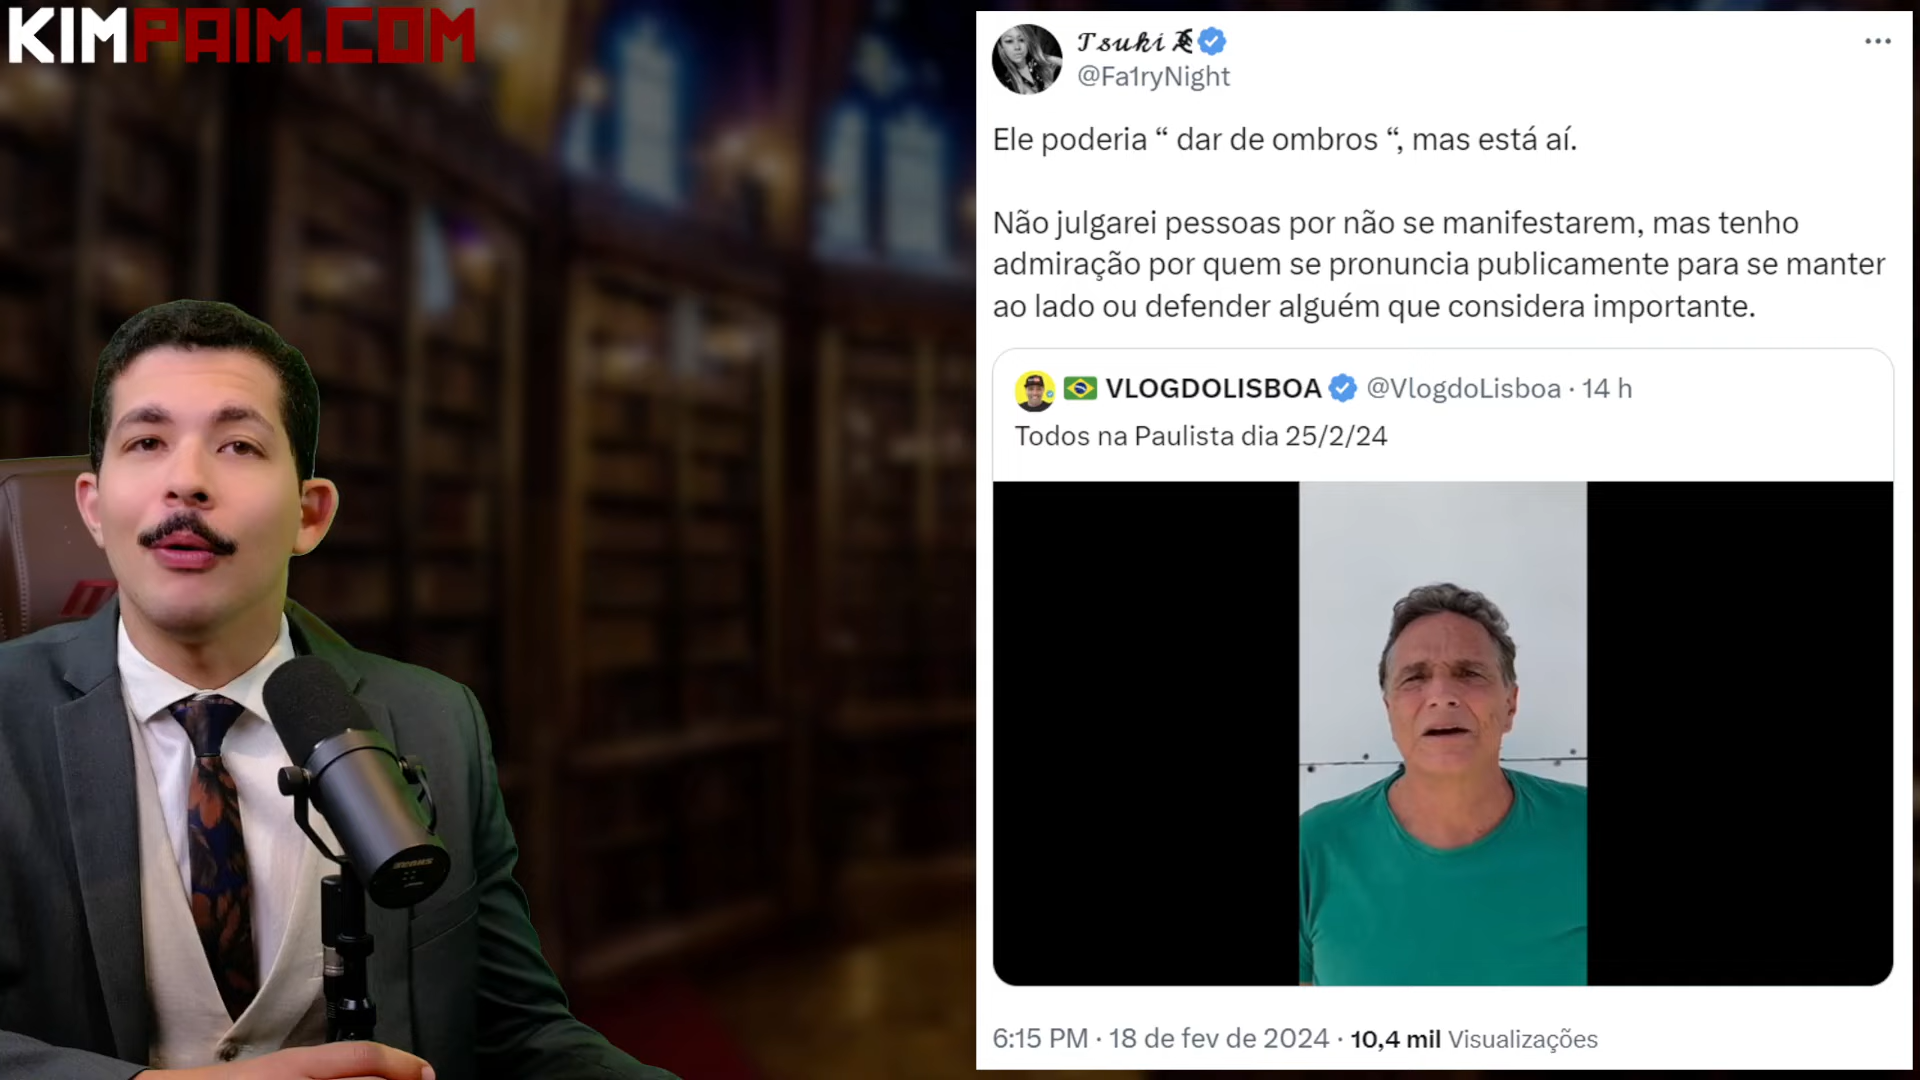 KIMPAIM.COM
Tsuki
@Fa1ryNight
Ele poderia “ dar de ombros “, mas está aí.
Não julgarei pessoas por não se manifestarem, mas tenho
admiração por quem se pronuncia publicamente para se manter
ao lado ou defender alguém que considera importante.
VLOGDOLISBOA @VlogdoLisboa · 14 h
Todos na Paulista dia 25/2/24
6:15 PM · 18 de fev de 2024 · 10,4 mil Visualizações